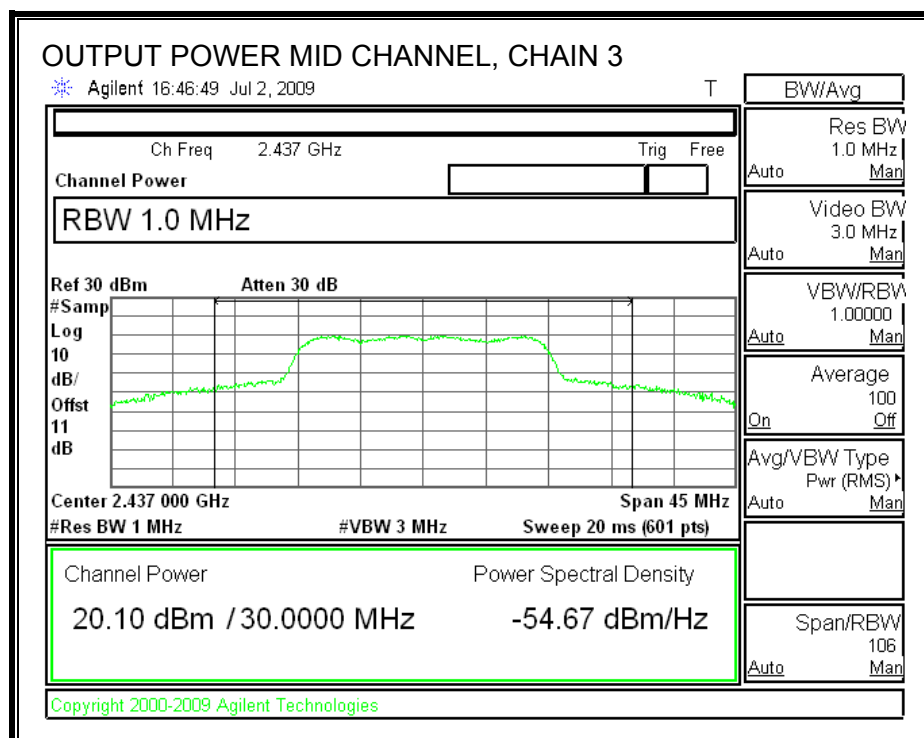 OUTPUT POWER MID CHANNEL, CHAIN 3
Agilent 16:46:49 Jul 2, 2009 T
BW/Avg
Ch Freq 2.437 GHz Trig Free
Channel Power
RBW 1.0 MHz
Ref 30 dBm Atten 30 dB
#Samp
Log
10
dB/
Offst
11
dB
Center 2.437 000 GHz Span 45 MHz
#Res BW 1 MHz #VBW 3 MHz Sweep 20 ms (601 pts)
Channel Power Power Spectral Density
20.10 dBm / 30.0000 MHz -54.67 dBm/Hz
Copyright 2000-2009 Agilent Technologies
Res BW
1.0 MHz
Auto Man
Video BW
3.0 MHz
Auto Man
VBW/RBW
1.00000
Auto Man
Average
100
On Off
Avg/VBW Type
Pwr (RMS)
Auto Man
Span/RBW
106
Auto Man